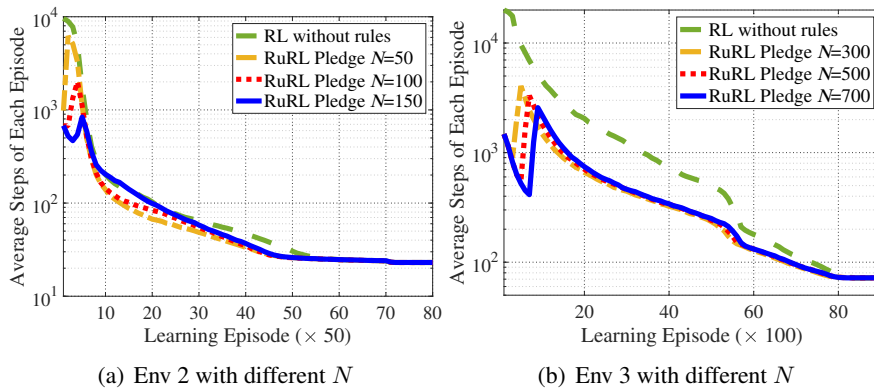 10^4
10^3
10^2
10^1
Average Steps of Each Episode
RL without rules
RuRL Pledge N=50
RuRL Pledge N=100
RuRL Pledge N=150
10 20 30 40 50 60 70 80
Learning Episode (× 50)
(a) Env 2 with different N
10^4
10^3
10^2
Average Steps of Each Episode
RL without rules
RuRL Pledge N=300
RuRL Pledge N=500
RuRL Pledge N=700
20 40 60 80
Learning Episode (× 100)
(b) Env 3 with different N